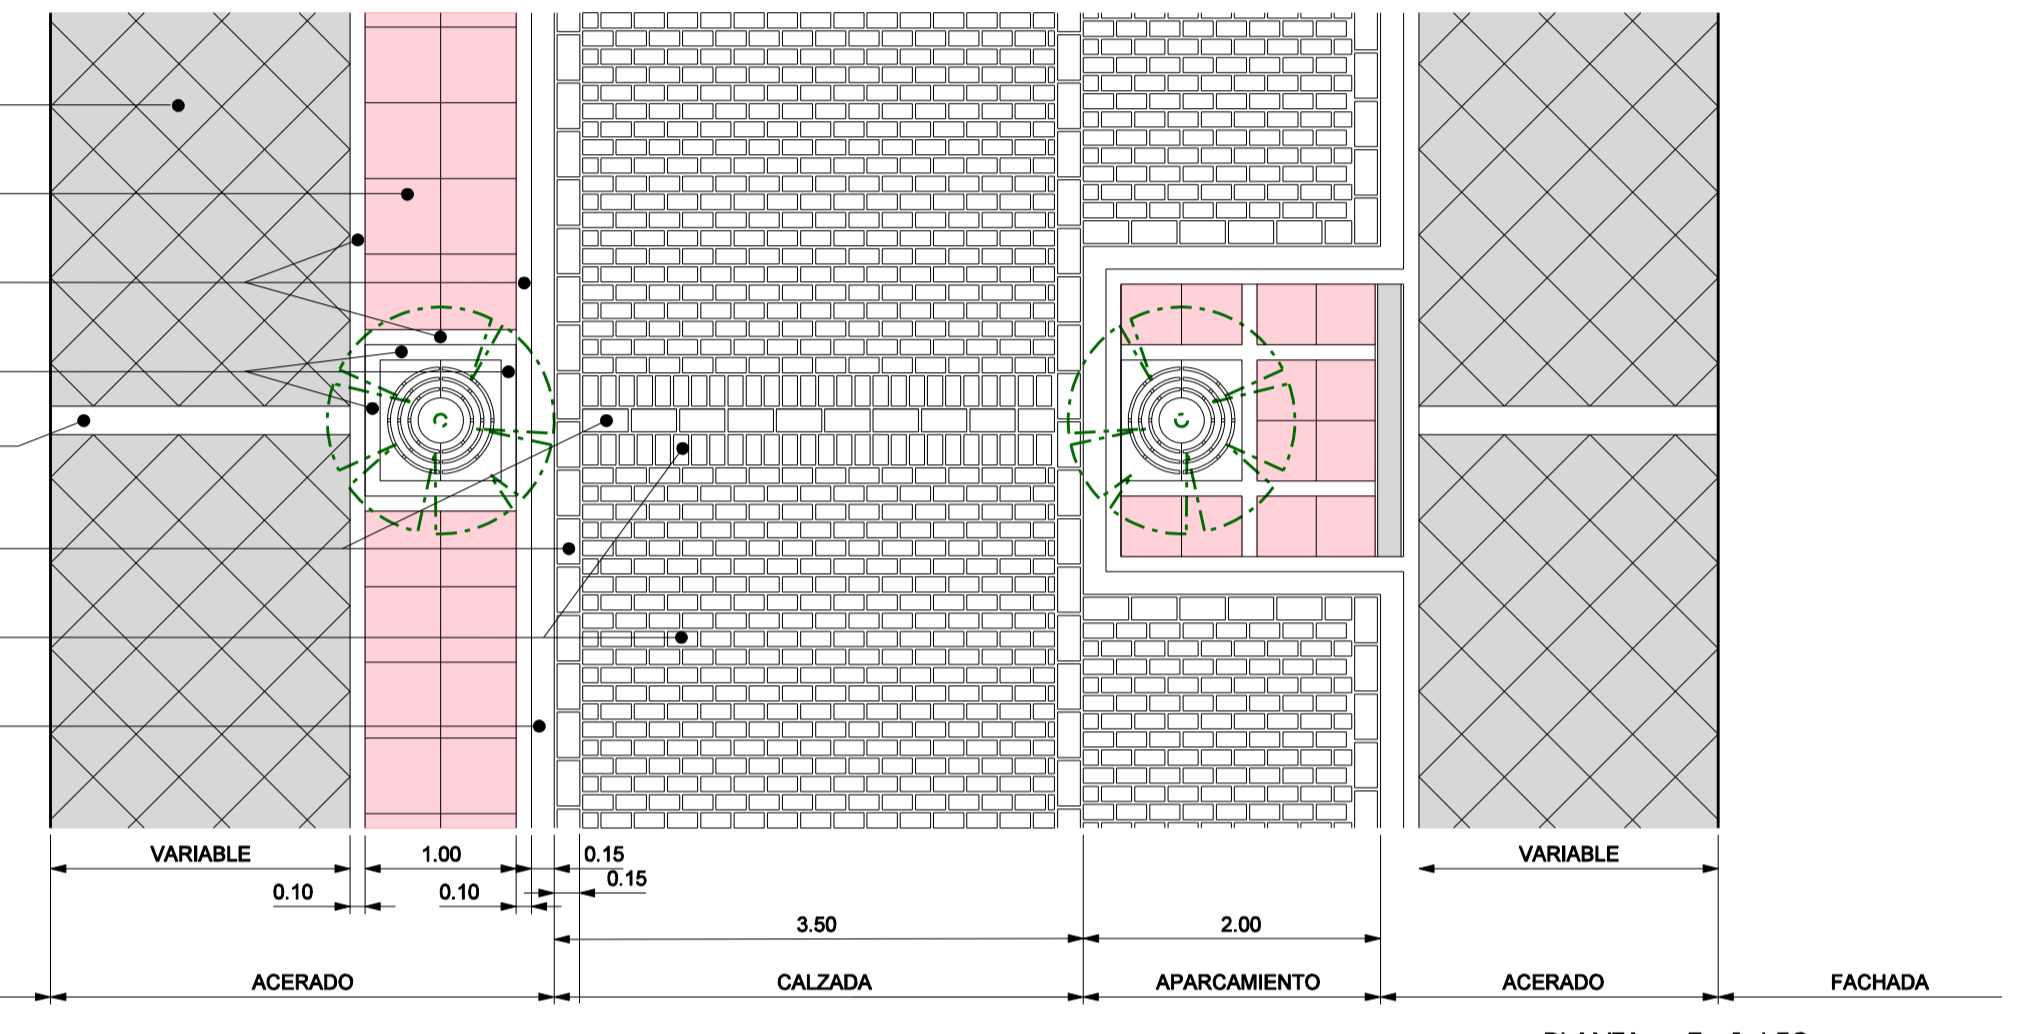 VARIABLE 1.00 0.15 VARIABLE
0.10 0.10 0.15
3.50 2.00
ACERADO CALZADA APARCAMIENTO ACERADO FACHADA